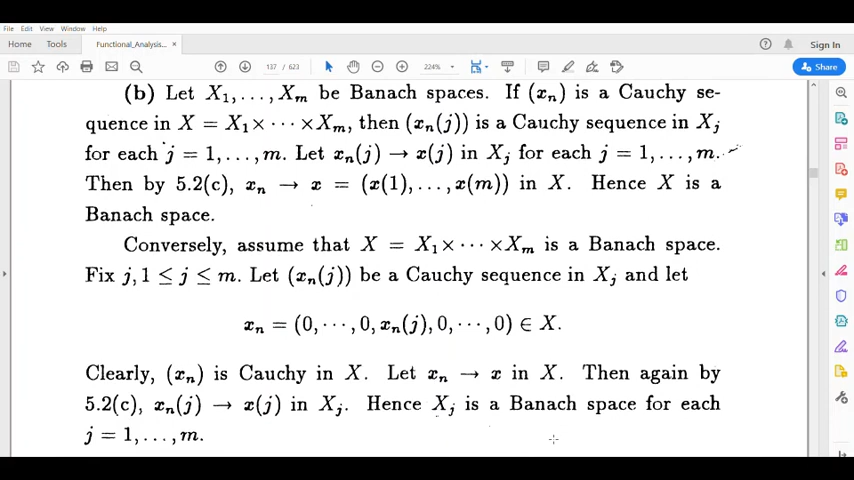 File Edit View Window Help
Home Tools Functional_Analysis... × Sign In
137 / 623 224% Share
(b) Let X₁, . . . , Xₘ be Banach spaces. If (xₙ) is a Cauchy se-
quence in X = X₁ × ··· × Xₘ, then (xₙ(j)) is a Cauchy sequence in Xⱼ
for each j = 1, . . . , m. Let xₙ(j) → x(j) in Xⱼ for each j = 1, . . . , m.
Then by 5.2(c), xₙ → x = (x(1), . . . , x(m)) in X. Hence X is a
Banach space.
Conversely, assume that X = X₁ × ··· × Xₘ is a Banach space.
Fix j, 1 ≤ j ≤ m. Let (xₙ(j)) be a Cauchy sequence in Xⱼ and let
xₙ = (0, ··· , 0, xₙ(j), 0, ··· , 0) ∈ X.
Clearly, (xₙ) is Cauchy in X. Let xₙ → x in X. Then again by
5.2(c), xₙ(j) → x(j) in Xⱼ. Hence Xⱼ is a Banach space for each
j = 1, . . . , m.